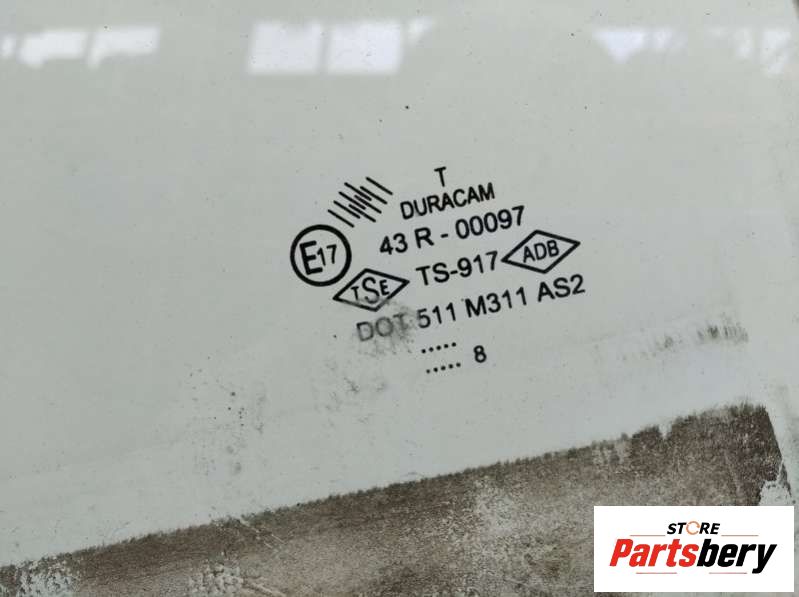 T
DURACAM
43 R - 00097
E17
TSE TS-917 ADB
DOT 511 M311 AS2
.....
..... 8
STORE
Partsbery